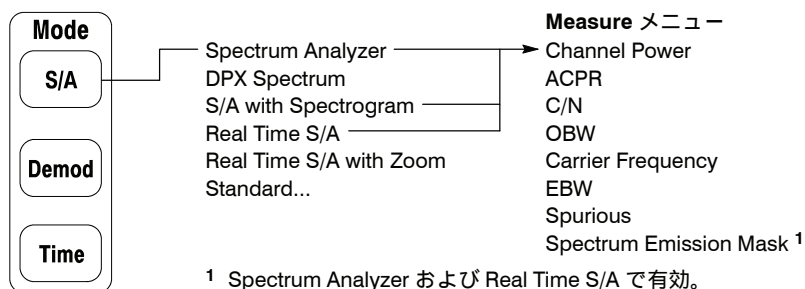 Mode
S/A
Demod
Time
Spectrum Analyzer
DPX Spectrum
S/A with Spectrogram
Real Time S/A
Real Time S/A with Zoom
Standard...
Measure メニュー
Channel Power
ACPR
C/N
OBW
Carrier Frequency
EBW
Spurious
Spectrum Emission Mask 1
1 Spectrum Analyzer および Real Time S/A で有効。